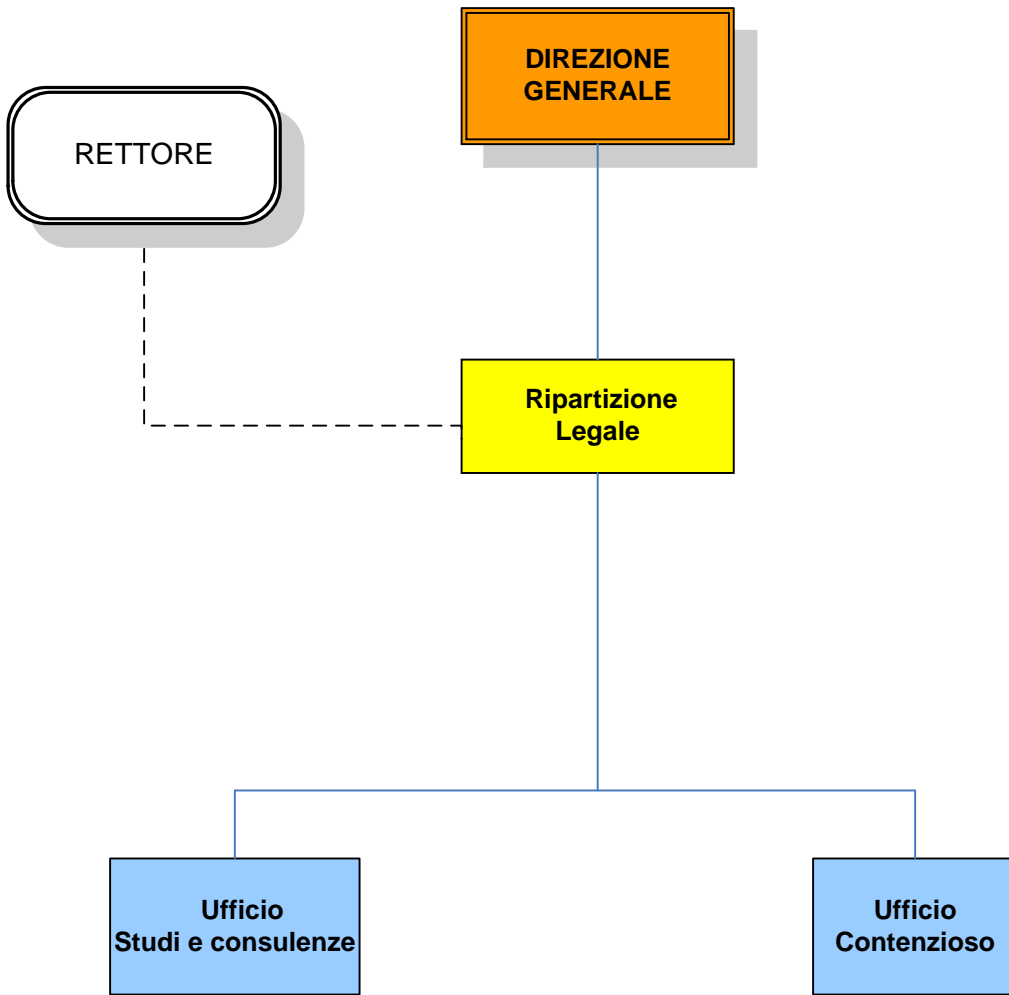 DIREZIONE
GENERALE
RETTORE
Ripartizione
Legale
Ufficio
Studi e consulenze
Ufficio
Contenzioso